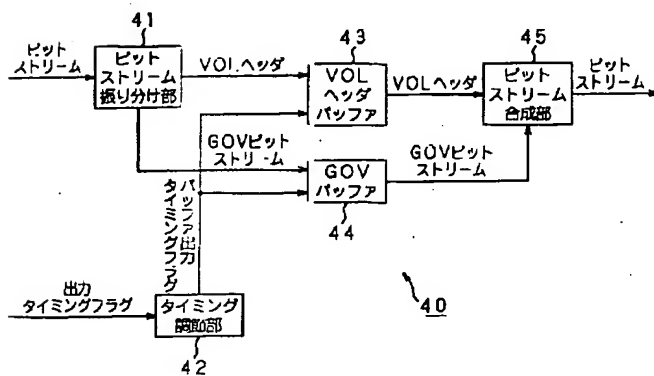 41
ビット
ストリーム
ビット
ストリーム
振り分け部
VOLヘッダ
43
VOL
ヘッダ
バッファ
VOLヘッダ
45
ビット
ストリーム
合成部
ビット
ストリーム
GOVビット
ストリーム
GOV
バッファ
44
GOVビット
ストリーム
バッファ出力
タイミングフラグ
出力
タイミングフラグ
タイミング
調節部
42
40